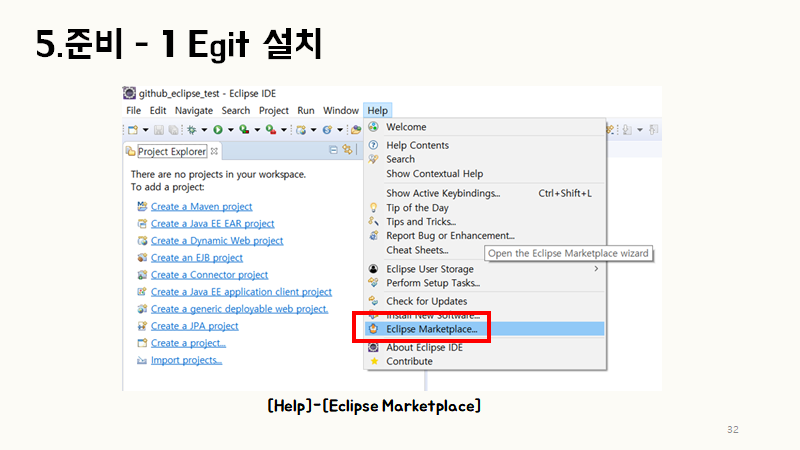 5.준비 - 1 Egit 설치
github_eclipse_test - Eclipse IDE
File Edit Navigate Search Project Run Window Help
Project Explorer
There are no projects in your workspace.
To add a project:
Create a Maven project
Create a Java EE EAR project
Create a Dynamic Web project
Create an EJB project
Create a Connector project
Create a Java EE application client project
Create a generic deployable web project.
Create a JPA project
Create a project...
Import projects...
Welcome
Help Contents
Search
Show Contextual Help
Show Active Keybindings... Ctrl+Shift+L
Tip of the Day
Tips and Tricks...
Report Bug or Enhancement...
Cheat Sheets...
Open the Eclipse Marketplace wizard
Eclipse User Storage
Perform Setup Tasks...
Check for Updates
Install New Software...
Eclipse Marketplace...
About Eclipse IDE
Contribute
[Help]-[Eclipse Marketplace]
32